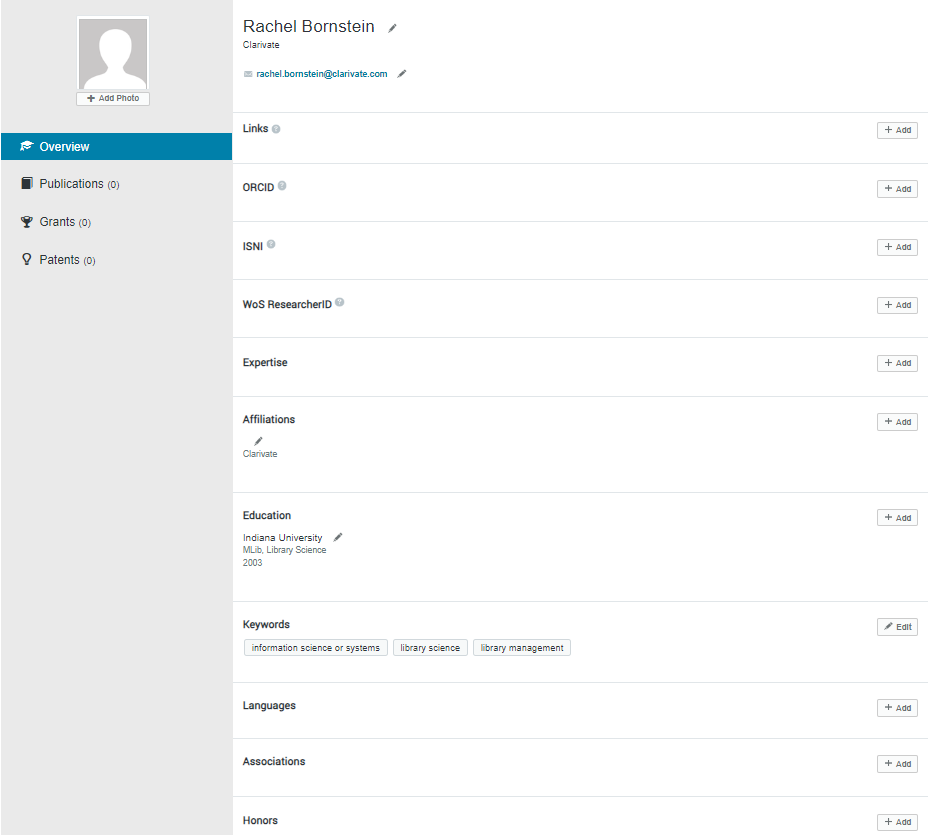 Add Photo
Overview
Publications (0)
Grants (0)
Patents (0)
Rachel Bornstein
Clarivate
rachel.bornstein@clarivate.com
Links ?
+ Add
ORCID ?
+ Add
ISNI ?
+ Add
WoS ResearcherID ?
+ Add
Expertise
+ Add
Affiliations
+ Add
Clarivate
Education
+ Add
Indiana University
MLib, Library Science
2003
Keywords
Edit
information science or systems library science library management
Languages
+ Add
Associations
+ Add
Honors
+ Add